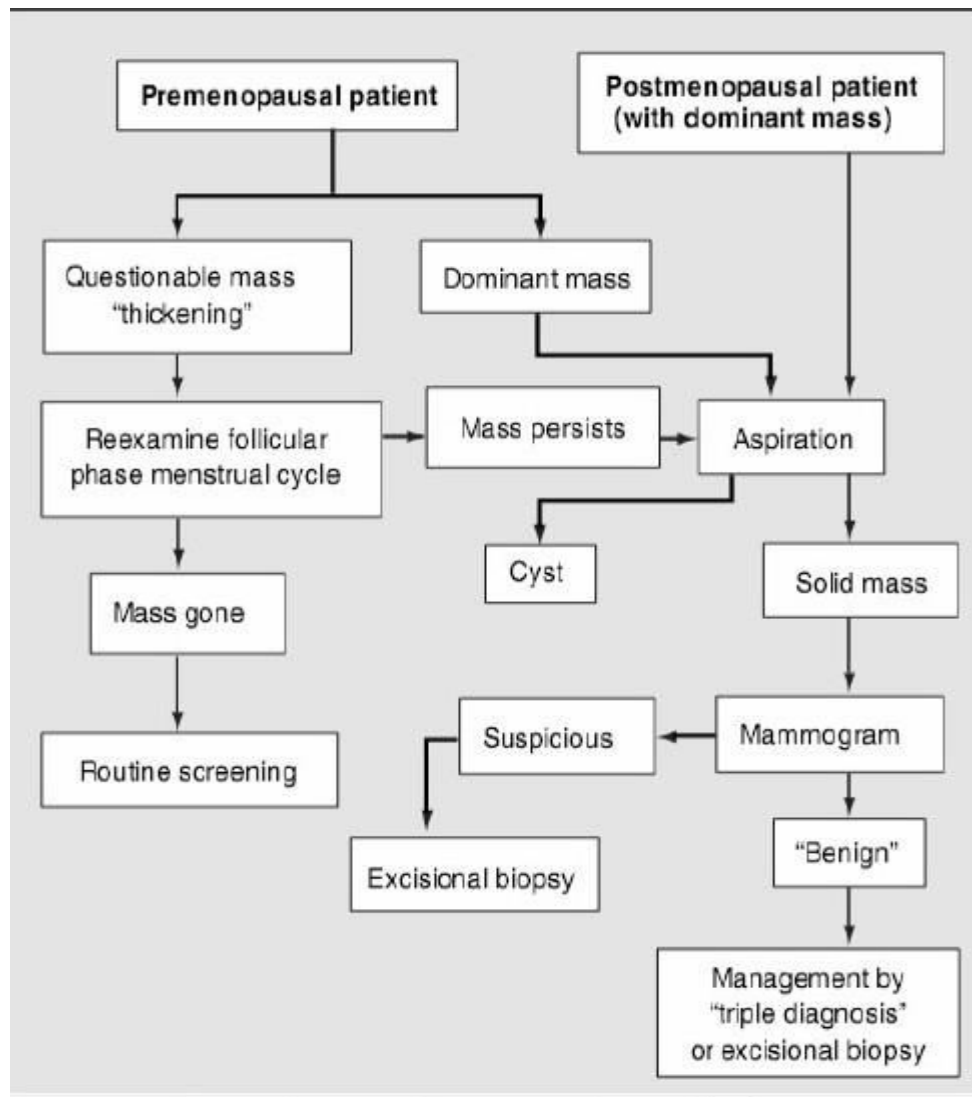 Premenopausal patient
Postmenopausal patient
(with dominant mass)
Questionable mass
“thickening”
Dominant mass
Reexamine follicular
phase menstrual cycle
Mass persists
Aspiration
Cyst
Solid mass
Mass gone
Suspicious
Mammogram
Routine screening
“Benign”
Excisional biopsy
Management by
“triple diagnosis”
or excisional biopsy